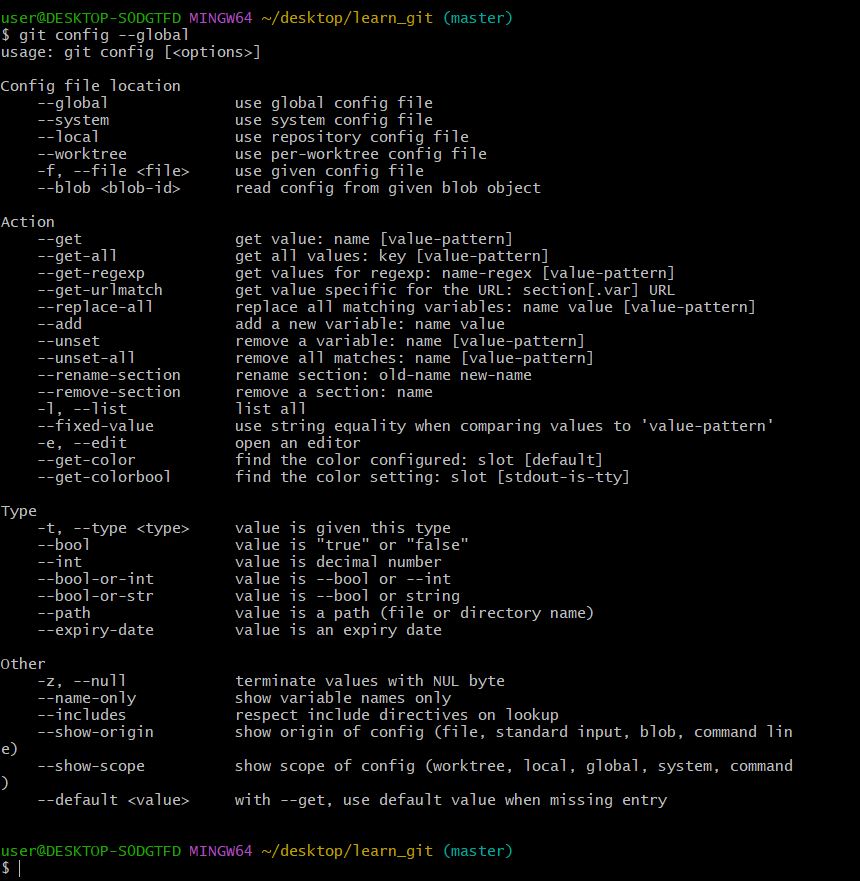 user@DESKTOP-S0DGTFD MINGW64 ~/desktop/learn_git (master)
$ git config --global
usage: git config [<options>]

Config file location
    --global              use global config file
    --system              use system config file
    --local               use repository config file
    --worktree            use per-worktree config file
    -f, --file <file>     use given config file
    --blob <blob-id>      read config from given blob object

Action
    --get                 get value: name [value-pattern]
    --get-all             get all values: key [value-pattern]
    --get-regexp          get values for regexp: name-regex [value-pattern]
    --get-urlmatch        get value specific for the URL: section[.var] URL
    --replace-all         replace all matching variables: name value [value-pattern]
    --add                 add a new variable: name value
    --unset               remove a variable: name [value-pattern]
    --unset-all           remove all matches: name [value-pattern]
    --rename-section      rename section: old-name new-name
    --remove-section      remove a section: name
    -l, --list            list all
    --fixed-value         use string equality when comparing values to 'value-pattern'
    -e, --edit            open an editor
    --get-color           find the color configured: slot [default]
    --get-colorbool       find the color setting: slot [stdout-is-tty]

Type
    -t, --type <type>     value is given this type
    --bool                value is "true" or "false"
    --int                 value is decimal number
    --bool-or-int         value is --bool or --int
    --bool-or-str         value is --bool or string
    --path                value is a path (file or directory name)
    --expiry-date         value is an expiry date

Other
    -z, --null            terminate values with NUL byte
    --name-only           show variable names only
    --includes            respect include directives on lookup
    --show-origin         show origin of config (file, standard input, blob, command lin
e)
    --show-scope          show scope of config (worktree, local, global, system, command
)
    --default <value>     with --get, use default value when missing entry

user@DESKTOP-S0DGTFD MINGW64 ~/desktop/learn_git (master)
$